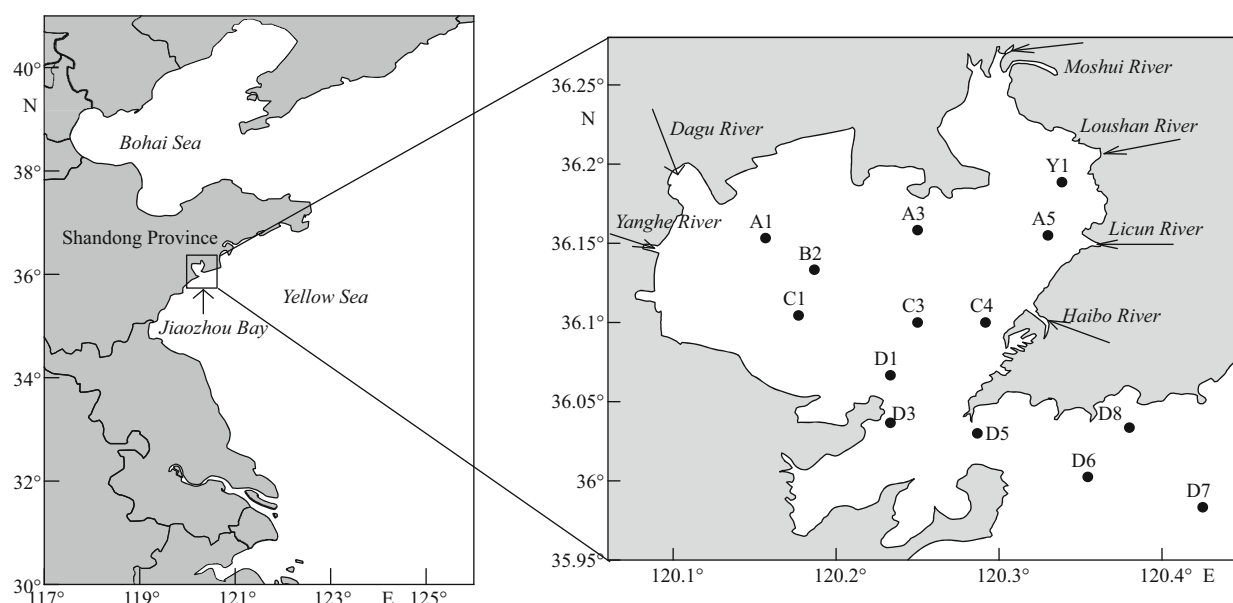 40°
N
38°
36°
34°
32°
30°
117°
119°
121°
123°
E
125°
Bohai Sea
Shandong Province
Yellow Sea
Jiaozhou Bay
36.25°
N
36.2°
36.15°
36.1°
36.05°
36°
35.95°
120.1°
120.2°
120.3°
120.4°
E
Moshui River
Dagu River
Loushan River
Y1
Yanghe River
A1
A3
A5
Licun River
B2
C1
C3
C4
Haibo River
D1
D3
D5
D8
D6
D7